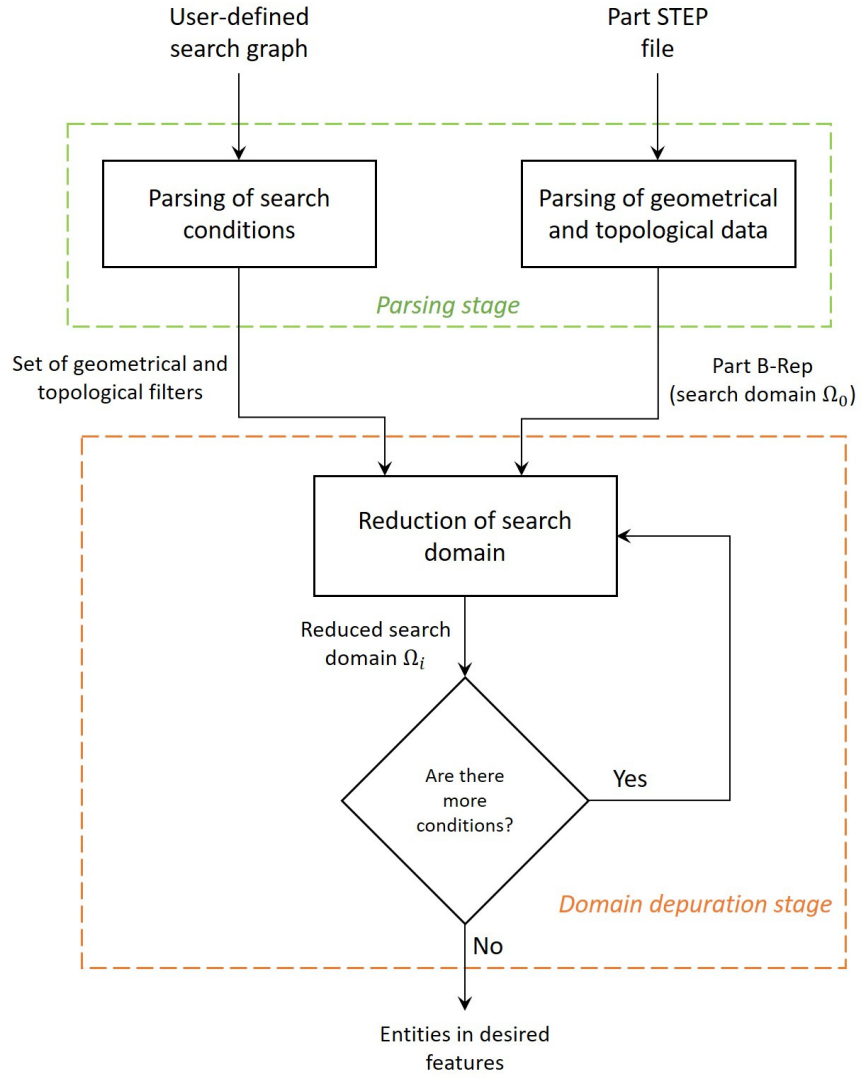 User-defined
search graph
Part STEP
file
Parsing of search
conditions
Parsing of geometrical
and topological data
Parsing stage
Set of geometrical and
topological filters
Part B-Rep
(search domain Ω₀)
Reduction of search
domain
Reduced search
domain Ωᵢ
Are there
more
conditions?
Yes
Domain depuration stage
No
Entities in desired
features